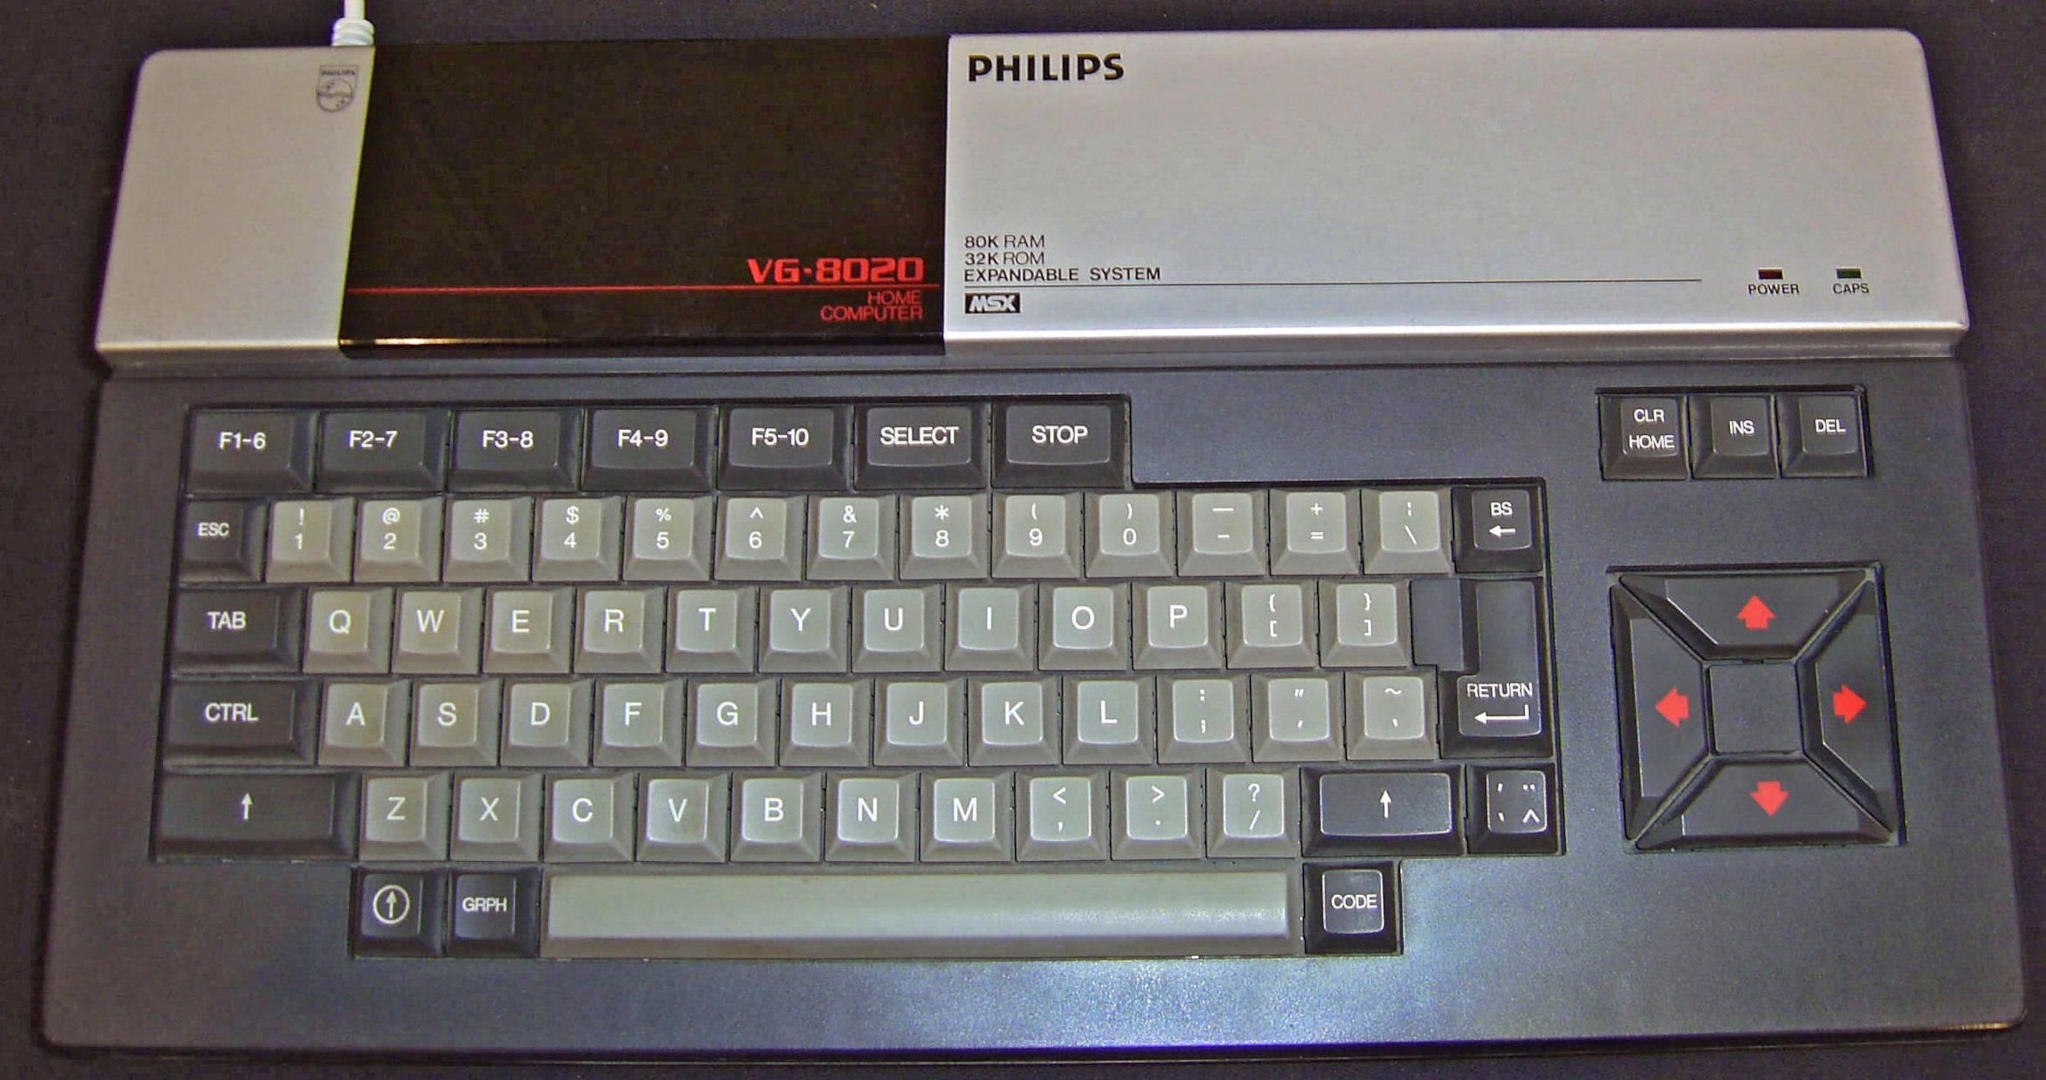 PHILIPS
PHILIPS
VG-8020
HOME
COMPUTER
80K RAM
32K ROM
EXPANDABLE SYSTEM
MSX
POWER CAPS
F1-6 F2-7 F3-8 F4-9 F5-10 SELECT STOP
CLR
HOME
INS DEL
ESC ! 1 @ 2 # 3 $ 4 % 5 ^ 6 & 7 * 8 ( 9 ) 0 — - + = ¦ \ BS ←
TAB Q W E R T Y U I O P { [ } ]
CTRL A S D F G H J K L : ; " ' ~ ` RETURN
↑ Z X C V B N M < , > . ? / ↑ ´ ¨ ` ^
↑ GRPH CODE